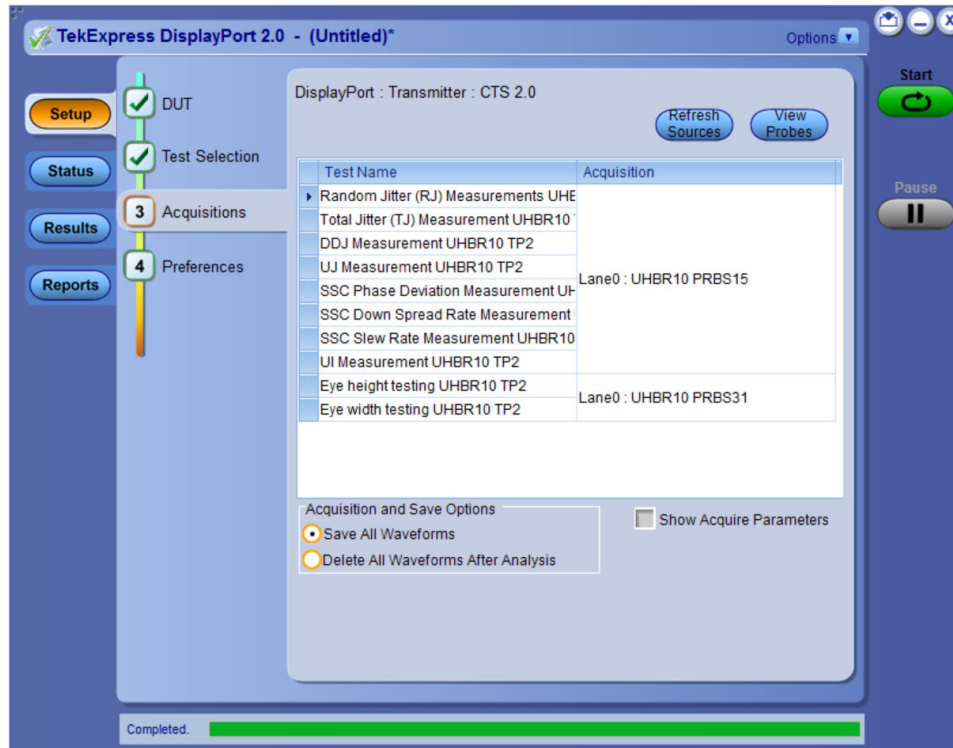 TekExpress DisplayPort 2.0 - (Untitled)*
Options
Start
Pause
Setup
Status
Results
Reports
DUT
Test Selection
3 Acquisitions
4 Preferences
DisplayPort : Transmitter : CTS 2.0
Refresh Sources
View Probes
Test Name Acquisition
Random Jitter (RJ) Measurements
Total Jitter (TJ) Measurement UHBR10
DDJ Measurement UHBR10 TP2
UJ Measurement UHBR10 TP2
SSC Phase Deviation Measurement
SSC Down Spread Rate Measurement
SSC Slew Rate Measurement UHBR10
UI Measurement UHBR10 TP2
Lane0 : UHBR10 PRBS15
Eye height testing UHBR10 TP2
Eye width testing UHBR10 TP2
Lane0 : UHBR10 PRBS31
Acquisition and Save Options
Save All Waveforms
Delete All Waveforms After Analysis
Show Acquire Parameters
Completed.